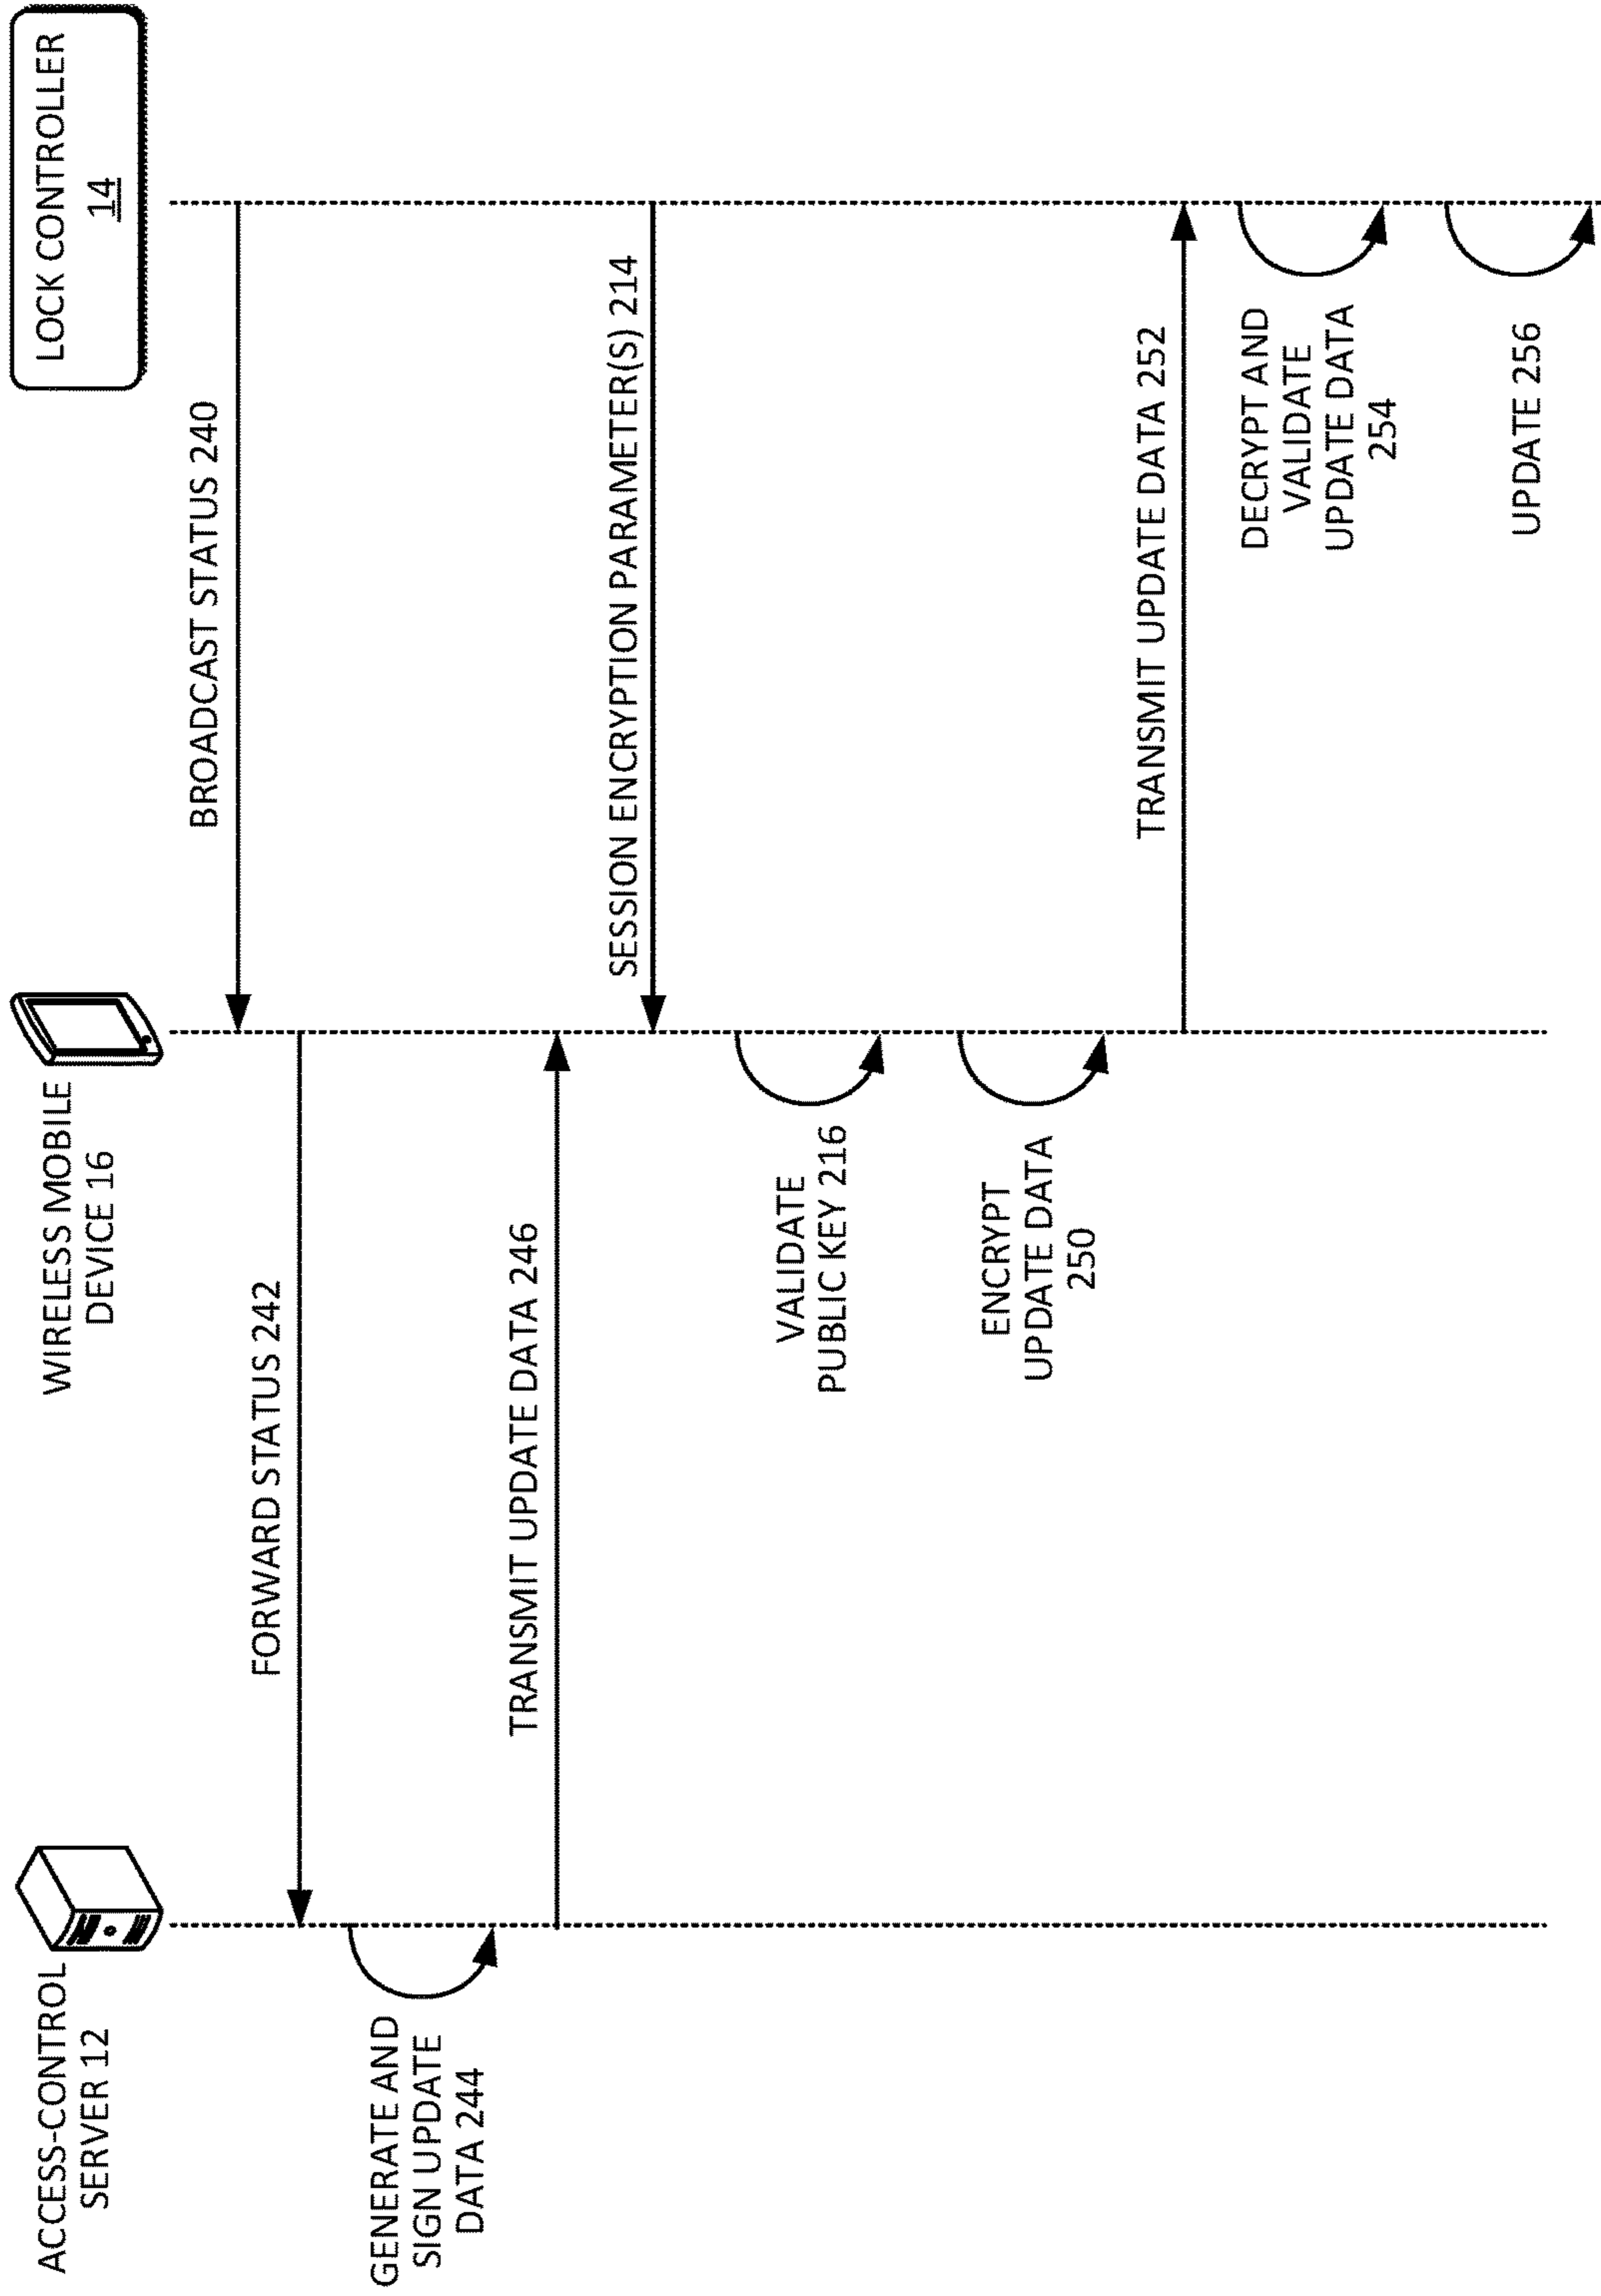 ACCESS-CONTROL
SERVER 12
WIRELESS MOBILE
DEVICE 16
LOCK CONTROLLER
14
BROADCAST STATUS 240
FORWARD STATUS 242
GENERATE AND
SIGN UPDATE
DATA 244
TRANSMIT UPDATE DATA 246
SESSION ENCRYPTION PARAMETER(S) 214
VALIDATE
PUBLIC KEY 216
ENCRYPT
UPDATE DATA
250
TRANSMIT UPDATE DATA 252
DECRYPT AND
VALIDATE
UPDATE DATA
254
UPDATE 256